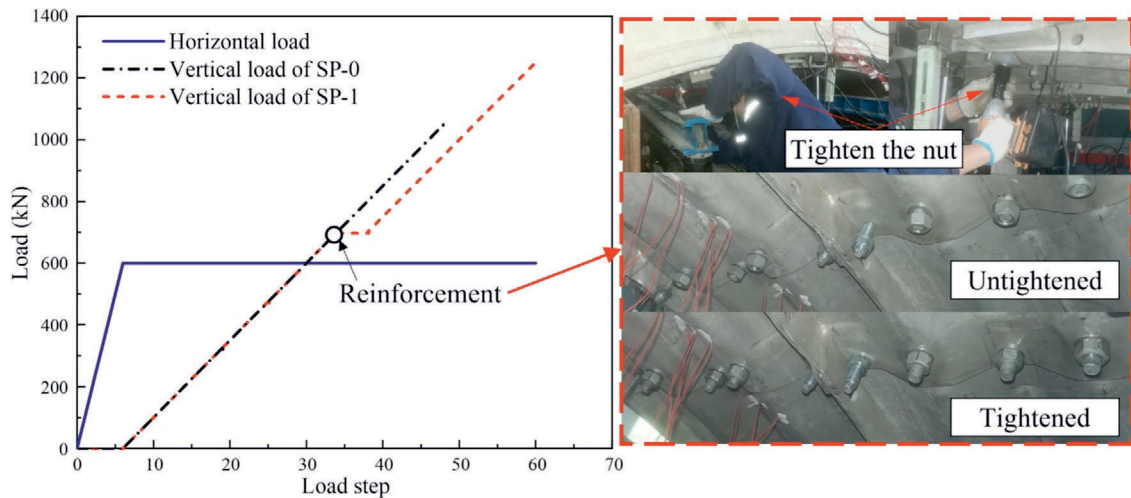 1400
1200
1000
800
600
400
200
0
Load (kN)
0 10 20 30 40 50 60 70
Load step
Horizontal load
Vertical load of SP-0
Vertical load of SP-1
Reinforcement
Tighten the nut
Untightened
Tightened